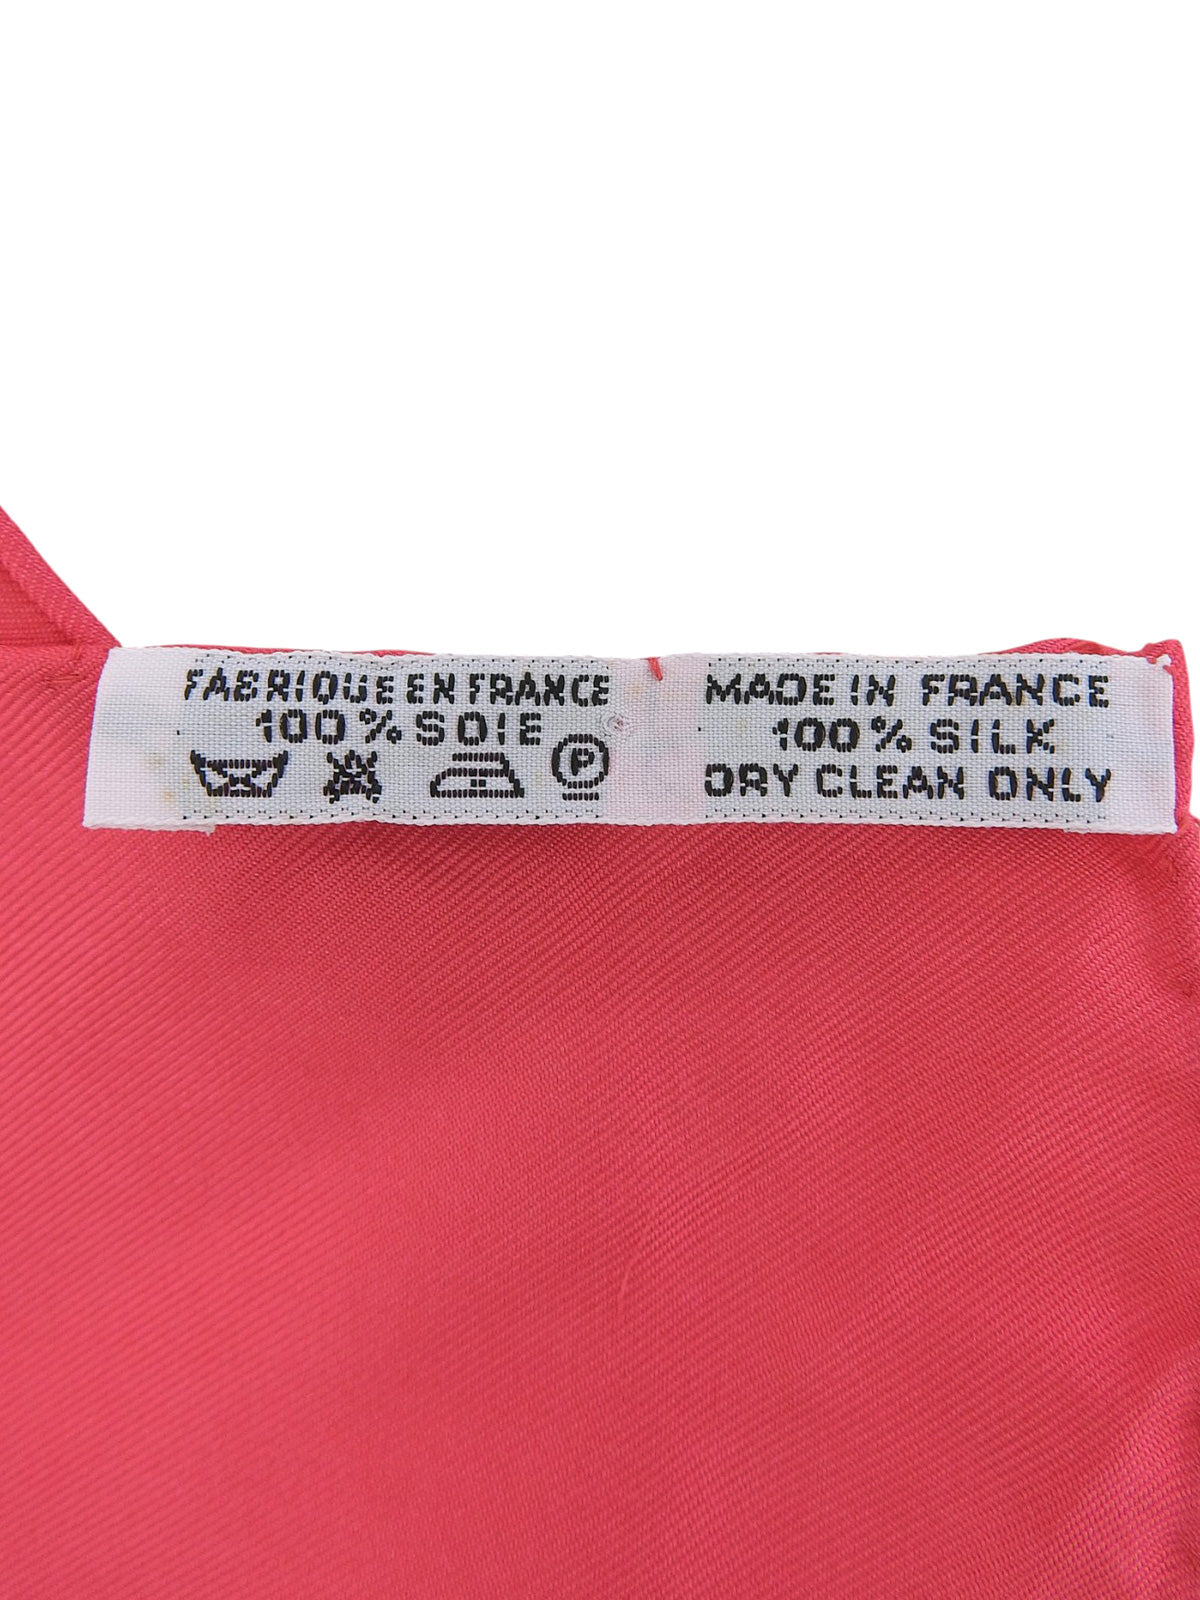 FABRIQUE EN FRANCE
100% SOIE
P
MADE IN FRANCE
100% SILK
DRY CLEAN ONLY